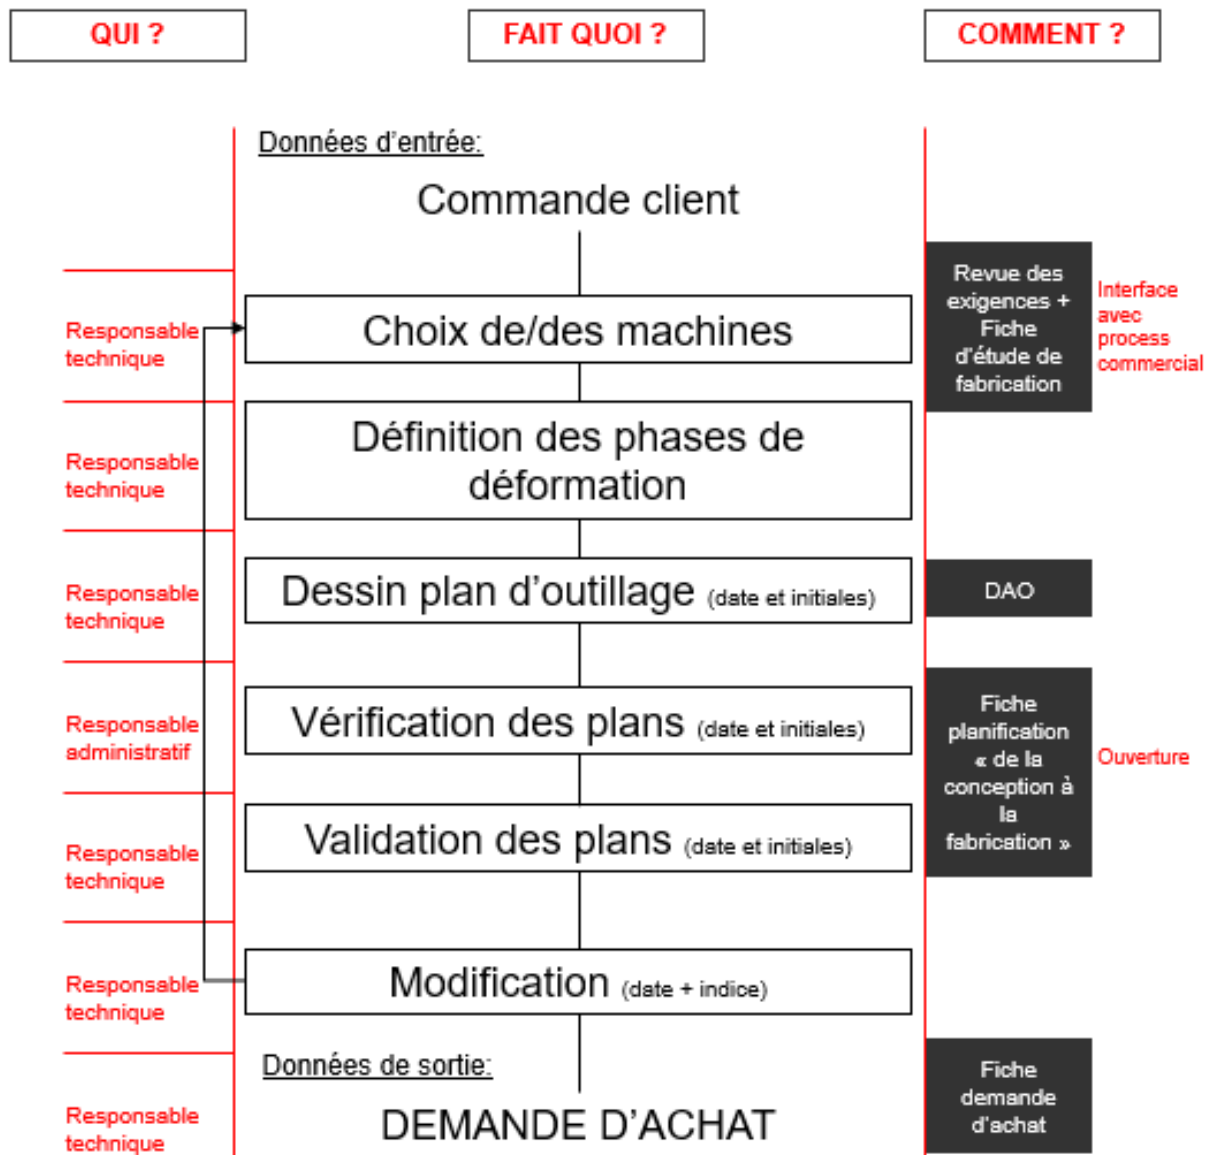 QUI ?
FAIT QUOI ?
COMMENT ?
Données d'entrée:
Commande client
Responsable
technique
Choix de/des machines
Revue des
exigences +
Fiche
d'étude de
fabrication
Interface
avec
process
commercial
Responsable
technique
Définition des phases de
déformation
Responsable
technique
Dessin plan d'outillage (date et initiales)
DAO
Responsable
administratif
Vérification des plans (date et initiales)
Fiche
planification
« de la
conception à
la
fabrication »
Ouverture
Responsable
technique
Validation des plans (date et initiales)
Responsable
technique
Modification (date + indice)
Données de sortie:
Responsable
technique
DEMANDE D'ACHAT
Fiche
demande
d'achat